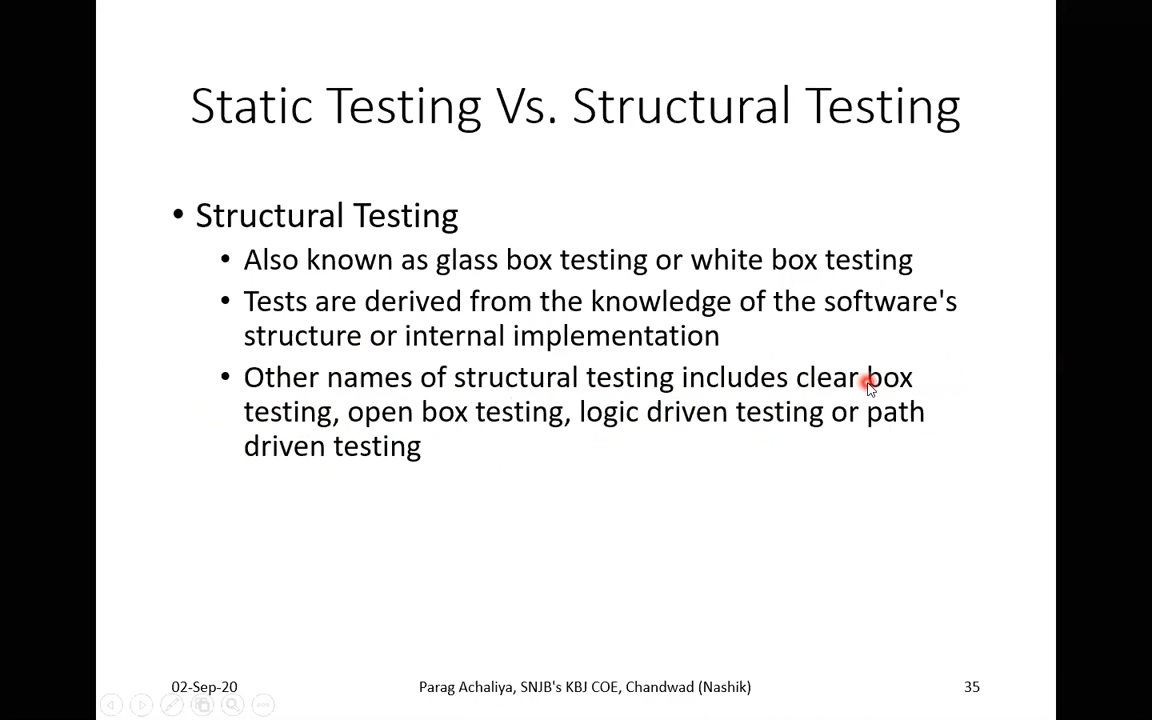 Static Testing Vs. Structural Testing
• Structural Testing
• Also known as glass box testing or white box testing
• Tests are derived from the knowledge of the software's
structure or internal implementation
• Other names of structural testing includes clear box
testing, open box testing, logic driven testing or path
driven testing
02-Sep-20
Parag Achaliya, SNJB's KBJ COE, Chandwad (Nashik)
35